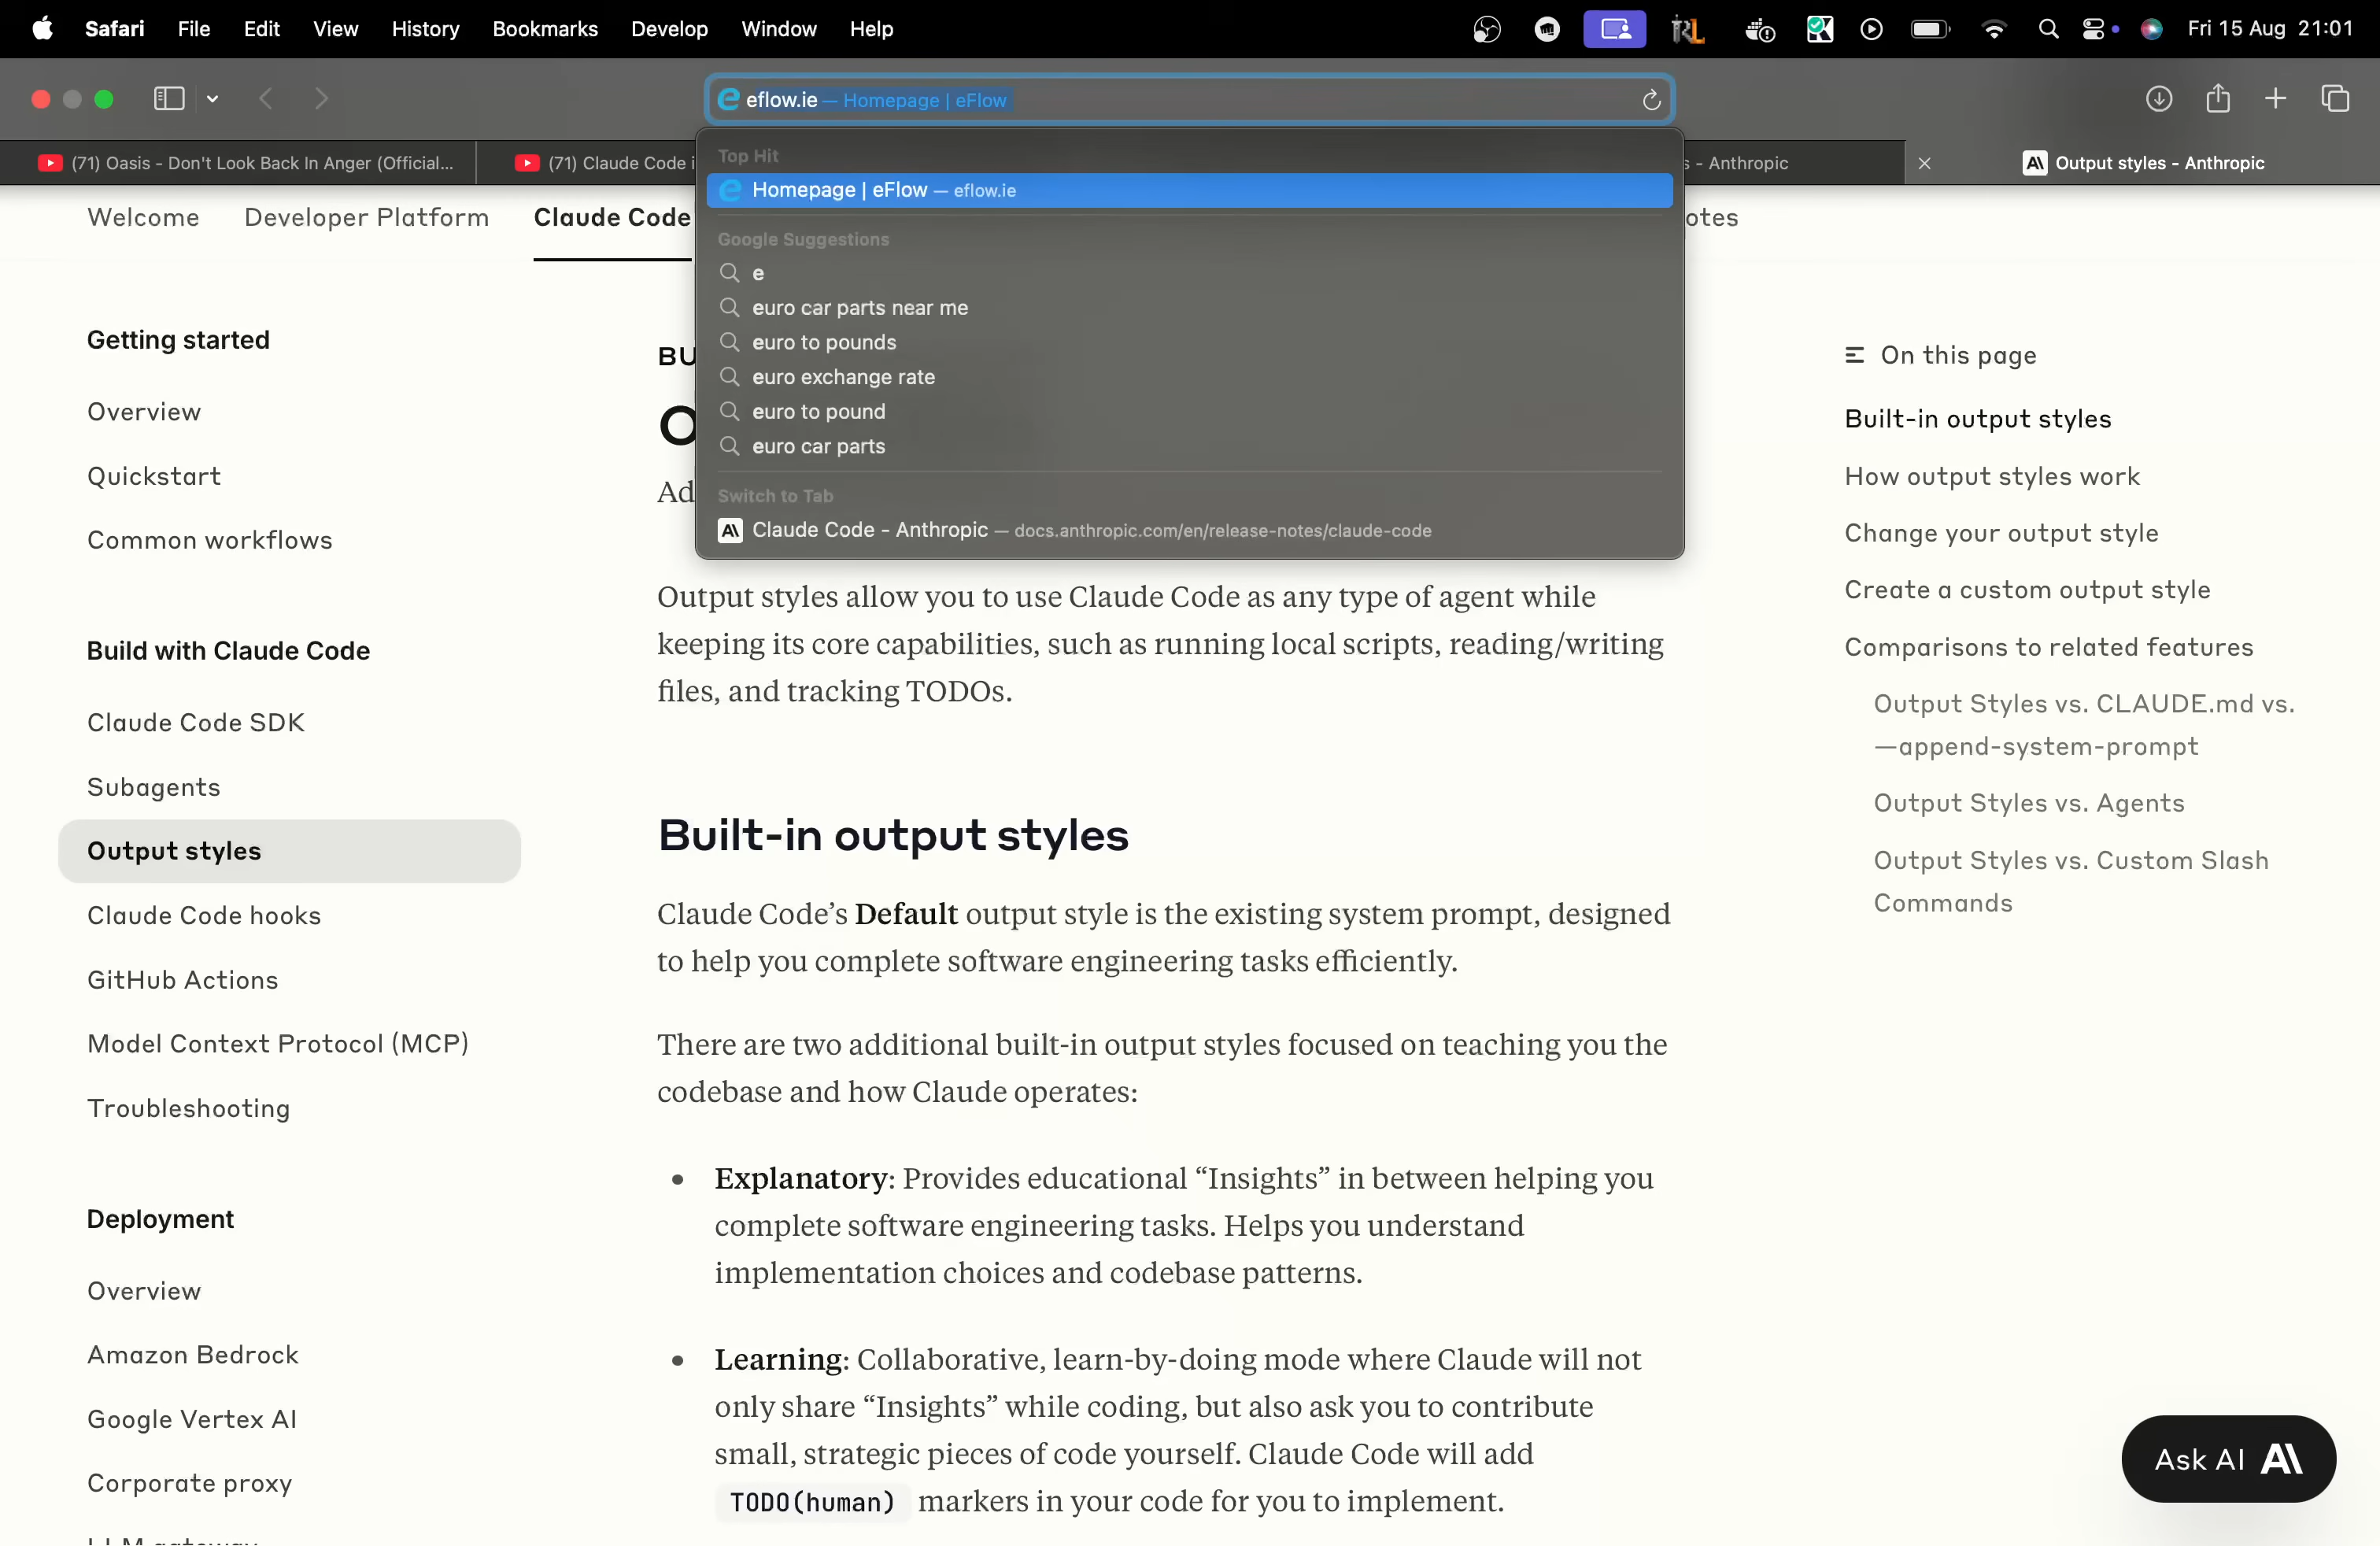 Safari File Edit View History Bookmarks Develop Window Help
Fri 15 Aug 21:01
eflow.ie — Homepage | eFlow
(71) Oasis - Don't Look Back In Anger (Official...
(71) Claude Code i
s - Anthropic
Output styles - Anthropic
Top Hit
Homepage | eFlow — eflow.ie
Google Suggestions
e
euro car parts near me
euro to pounds
euro exchange rate
euro to pound
euro car parts
Switch to Tab
Claude Code - Anthropic — docs.anthropic.com/en/release-notes/claude-code
Welcome
Developer Platform
Claude Code
otes
Getting started
Overview
Quickstart
Common workflows
Build with Claude Code
Claude Code SDK
Subagents
Output styles
Claude Code hooks
GitHub Actions
Model Context Protocol (MCP)
Troubleshooting
Deployment
Overview
Amazon Bedrock
Google Vertex AI
Corporate proxy
BU
O
Ad
Output styles allow you to use Claude Code as any type of agent while
keeping its core capabilities, such as running local scripts, reading/writing
files, and tracking TODOs.
Built-in output styles
Claude Code’s Default output style is the existing system prompt, designed
to help you complete software engineering tasks efficiently.
There are two additional built-in output styles focused on teaching you the
codebase and how Claude operates:
• Explanatory: Provides educational “Insights” in between helping you
complete software engineering tasks. Helps you understand
implementation choices and codebase patterns.
• Learning: Collaborative, learn-by-doing mode where Claude will not
only share “Insights” while coding, but also ask you to contribute
small, strategic pieces of code yourself. Claude Code will add
TODO(human) markers in your code for you to implement.
On this page
Built-in output styles
How output styles work
Change your output style
Create a custom output style
Comparisons to related features
Output Styles vs. CLAUDE.md vs.
—append-system-prompt
Output Styles vs. Agents
Output Styles vs. Custom Slash
Commands
Ask AI